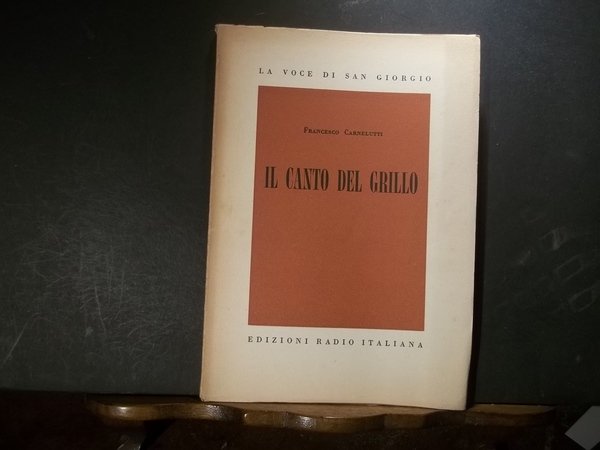 LA VOCE DI SAN GIORGIO
Francesco Carnelutti
IL CANTO DEL GRILLO
EDIZIONI RADIO ITALIANA